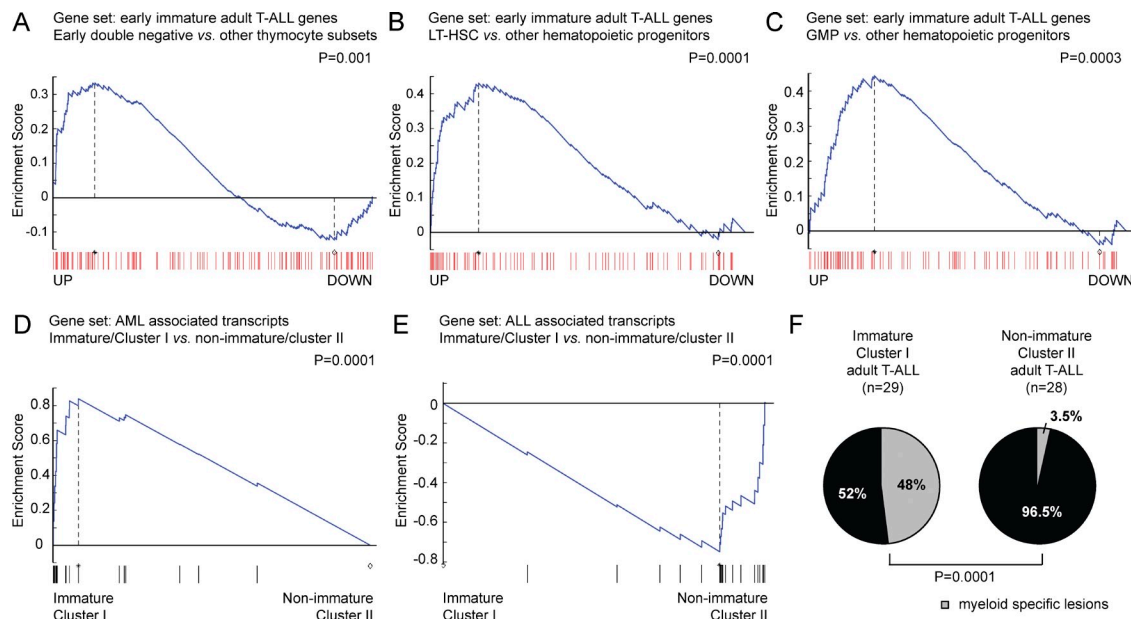 A
Gene set: early immature adult T-ALL genes
Early double negative vs. other thymocyte subsets
P=0.001
Enrichment Score
0.3
0.2
0.1
0
-0.1
UP
DOWN
B
Gene set: early immature adult T-ALL genes
LT-HSC vs. other hematopoietic progenitors
P=0.0001
Enrichment Score
0.4
0.3
0.2
0.1
0
UP
DOWN
C
Gene set: early immature adult T-ALL genes
GMP vs. other hematopoietic progenitors
P=0.0003
Enrichment Score
0.4
0.3
0.2
0.1
0
UP
DOWN
D
Gene set: AML associated transcripts
Immature/Cluster I vs. non-immature/cluster II
P=0.0001
Enrichment Score
0.8
0.6
0.4
0.2
0
Immature
Cluster I
Non-immature
Cluster II
E
Gene set: ALL associated transcripts
Immature/Cluster I vs. non-immature/cluster II
P=0.0001
Enrichment Score
0
-0.2
-0.4
-0.6
-0.8
Immature
Cluster I
Non-immature
Cluster II
F
Immature
Cluster I
adult T-ALL
(n=29)
52%
48%
Non-immature
Cluster II
adult T-ALL
(n=28)
3.5%
96.5%
P=0.0001
myeloid specific lesions